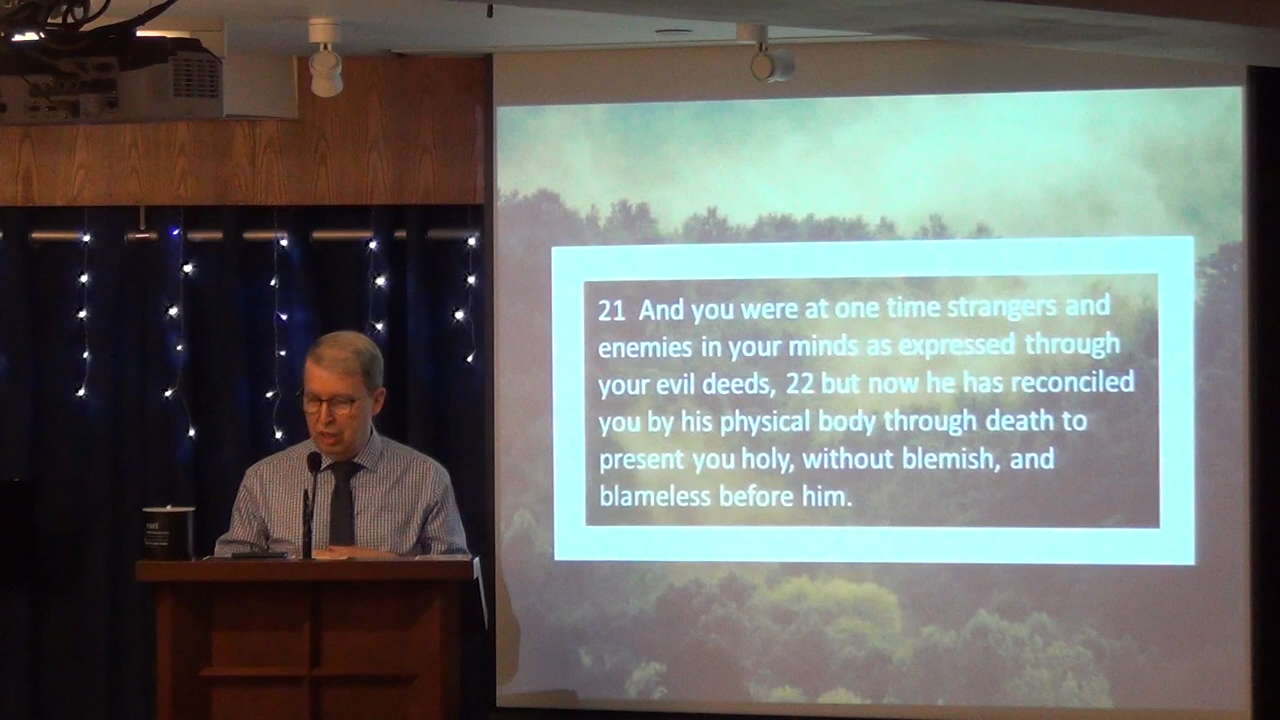 21 And you were at one time strangers and
enemies in your minds as expressed through
your evil deeds, 22 but now he has reconciled
you by his physical body through death to
present you holy, without blemish, and
blameless before him.